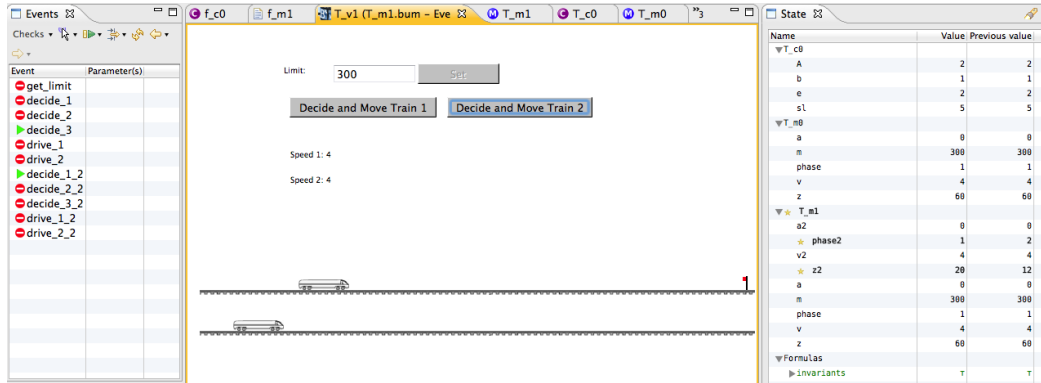 Events
Checks
Event Parameter(s)
get_limit
decide_1
decide_2
decide_3
drive_1
drive_2
decide_1_2
decide_2_2
decide_3_2
drive_1_2
drive_2_2
f_c0 f_m1 T_v1 (T_m1.bum - Eve T_m1 T_c0 T_m0 »3
Limit: 300 Set
Decide and Move Train 1 Decide and Move Train 2
Speed 1: 4
Speed 2: 4
State
Name Value Previous value
T_c0
A 2 2
b 1 1
e 2 2
sl 5 5
T_m0
a 0 0
m 300 300
phase 1 1
v 4 4
z 60 60
T_m1
a2 0 0
phase2 1 2
v2 4 4
z2 20 12
a 0 0
m 300 300
phase 1 1
v 4 4
z 60 60
Formulas
invariants ⊤ ⊤